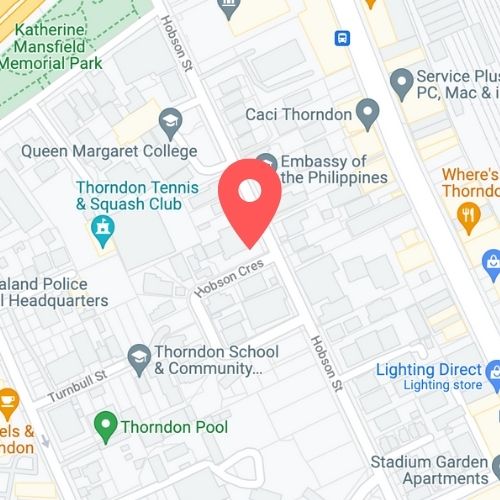 Katherine
Mansfield
Memorial Park
Hobson St
Service Plus
PC, Mac & i
Caci Thorndon
Queen Margaret College
Embassy of
the Philippines
Where's
Thorndo
Thorndon Tennis
& Squash Club
aland Police
l Headquarters
Hobson Cres
Hobson St
Thorndon School
& Community...
Turnbull St
Lighting Direct
Lighting store
els &
ndon
Thorndon Pool
Stadium Garden
Apartments